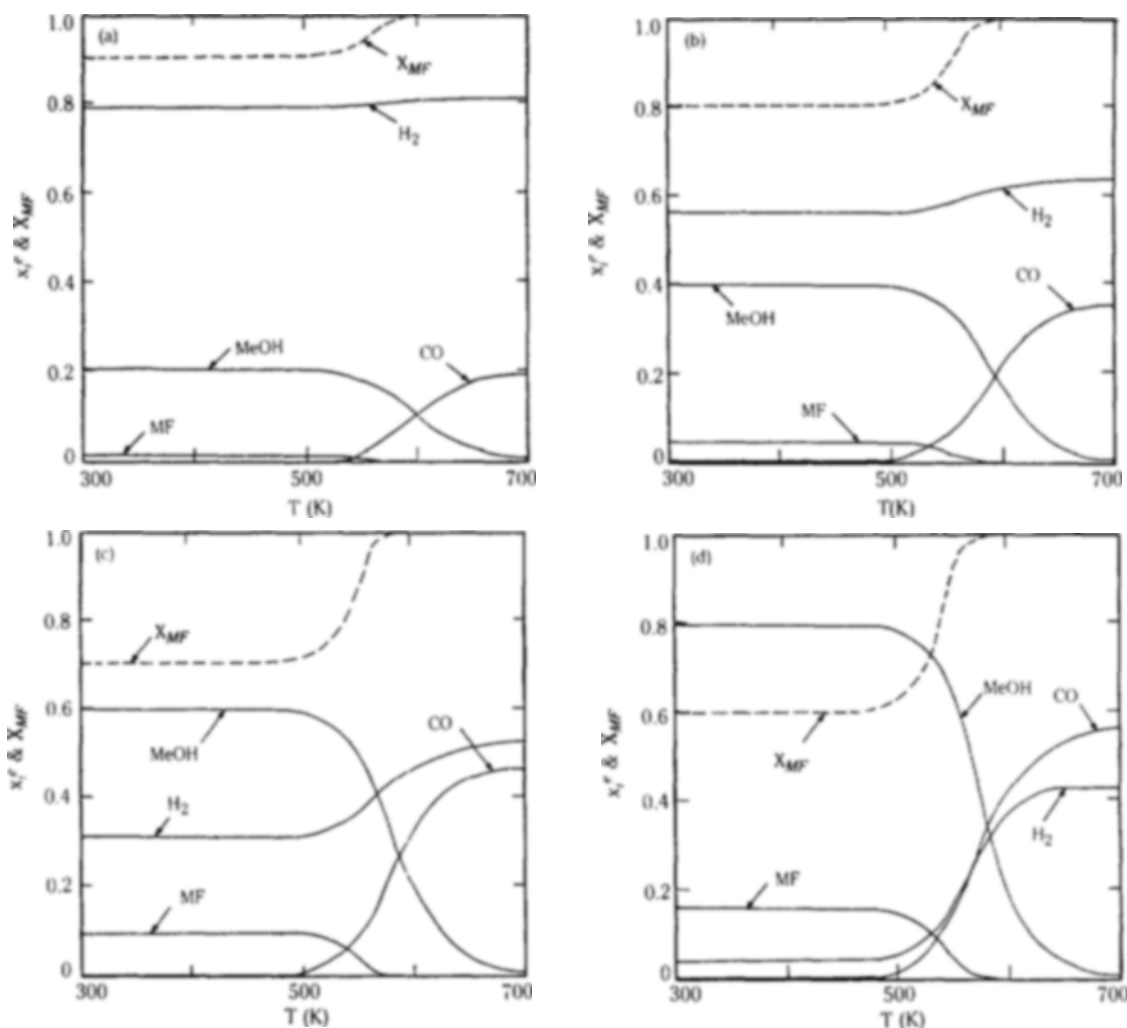 (a)
1.0
0.8
0.6
0.4
0.2
0
X_MF
H₂
MeOH
CO
MF
x_i^e & X_MF
300
500
700
T (K)
(b)
1.0
0.8
0.6
0.4
0.2
0
X_MF
H₂
CO
MeOH
MF
300
500
700
T(K)
(c)
1.0
0.8
0.6
0.4
0.2
0
X_MF
CO
MeOH
H₂
MF
x_i^e & X_MF
300
500
700
T (K)
(d)
1.0
0.8
0.6
0.4
0.2
0
MeOH
CO
X_MF
H₂
MF
x_i^e & X_MF
300
500
700
T (K)